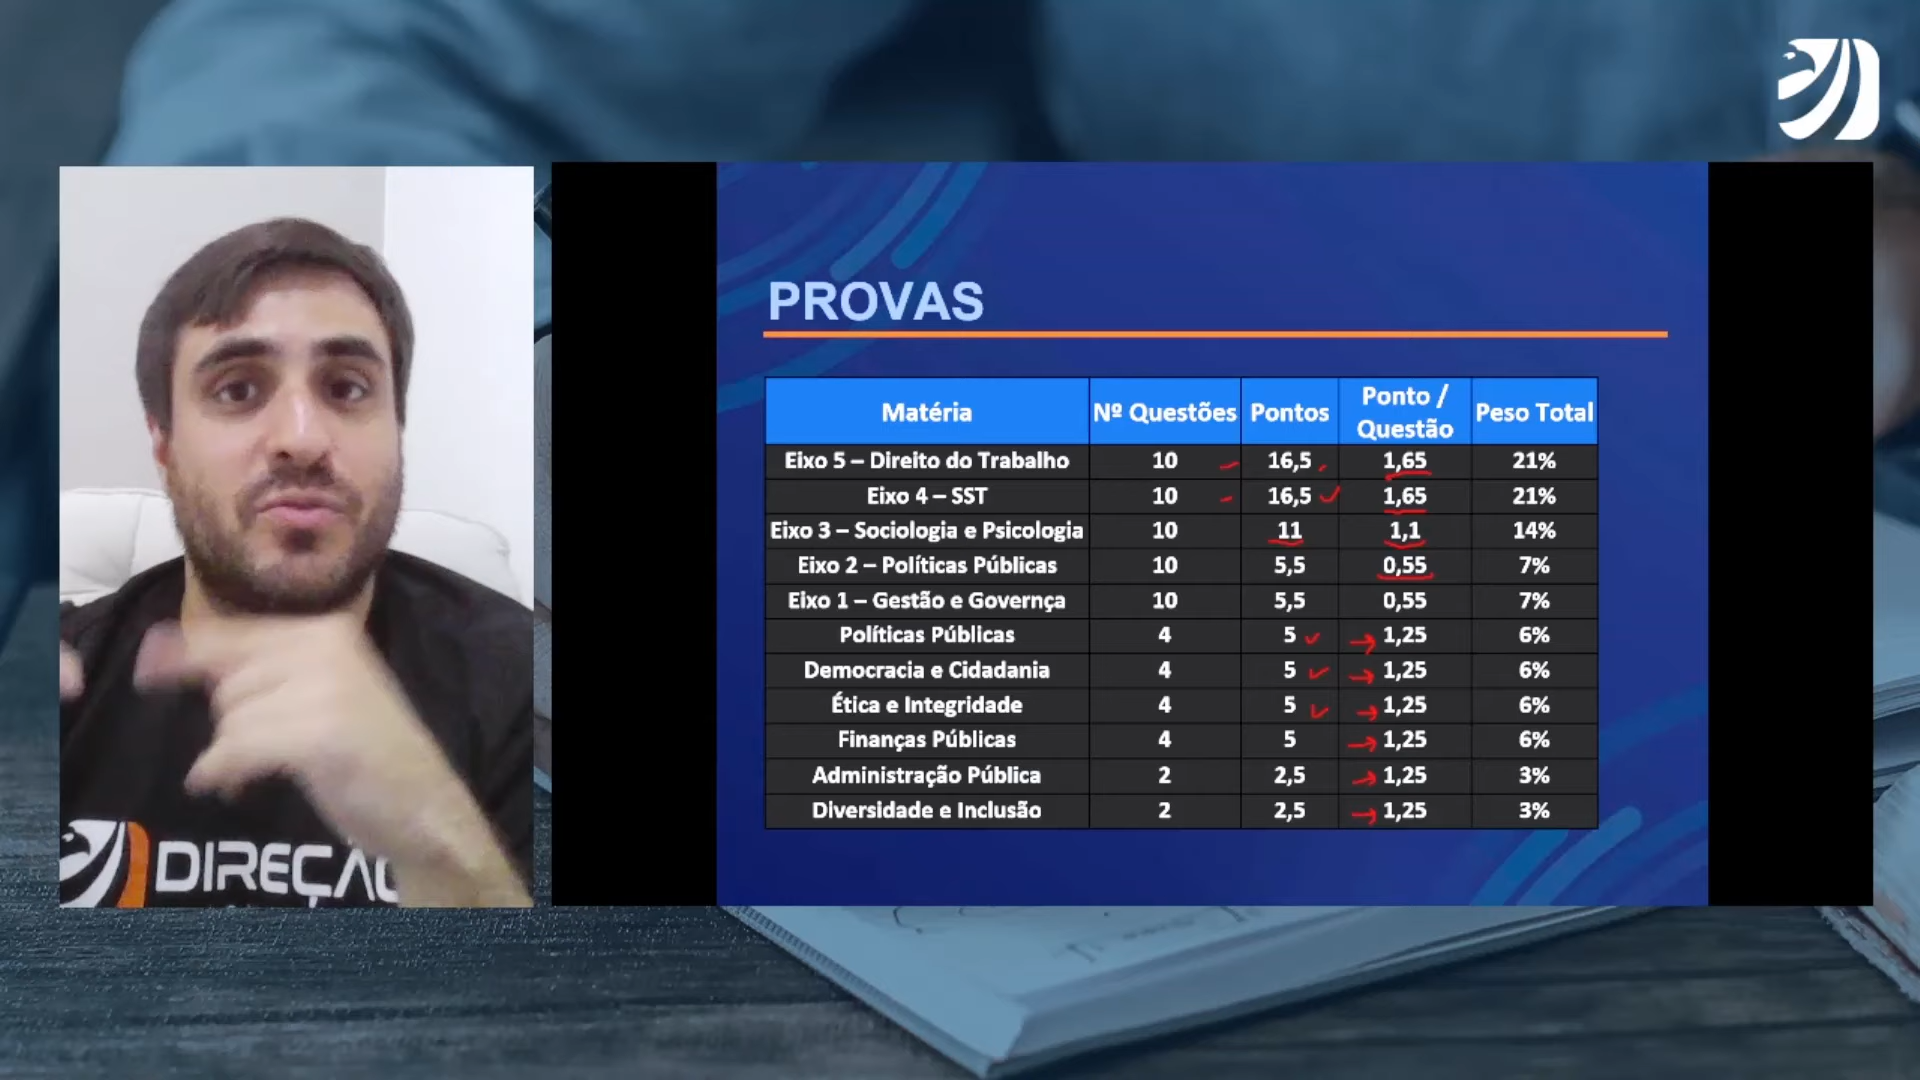 PROVAS
Matéria Nº Questões Pontos Ponto / Questão Peso Total
Eixo 5 – Direito do Trabalho 10 16,5 1,65 21%
Eixo 4 – SST 10 16,5 1,65 21%
Eixo 3 – Sociologia e Psicologia 10 11 1,1 14%
Eixo 2 – Políticas Públicas 10 5,5 0,55 7%
Eixo 1 – Gestão e Governça 10 5,5 0,55 7%
Políticas Públicas 4 5 1,25 6%
Democracia e Cidadania 4 5 1,25 6%
Ética e Integridade 4 5 1,25 6%
Finanças Públicas 4 5 1,25 6%
Administração Pública 2 2,5 1,25 3%
Diversidade e Inclusão 2 2,5 1,25 3%
DIREÇÃO